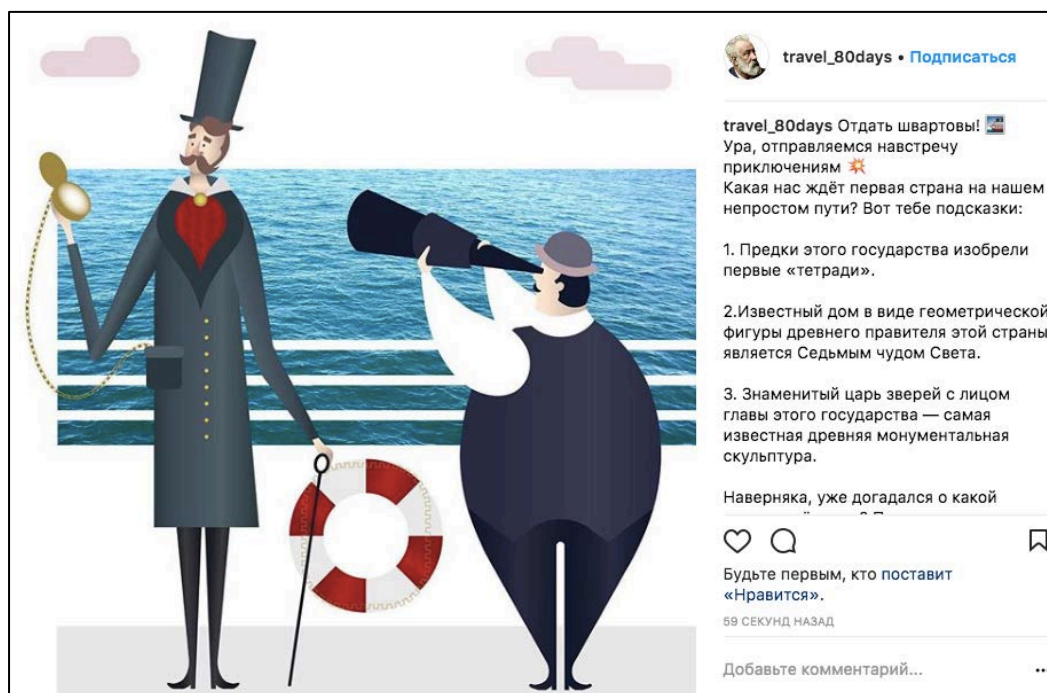 travel_80days • Подписаться
travel_80days Отдать швартовы!
Ура, отправляемся навстречу
приключениям
Какая нас ждёт первая страна на нашем
непростом пути? Вот тебе подсказки:
1. Предки этого государства изобрели
первые «тетради».
2.Известный дом в виде геометрической
фигуры древнего правителя этой страны
является Седьмым чудом Света.
3. Знаменитый царь зверей с лицом
главы этого государства — самая
известная древняя монументальная
скульптура.
Наверняка, уже догадался о какой
Будьте первым, кто поставит
«Нравится».
59 СЕКУНД НАЗАД
Добавьте комментарий...